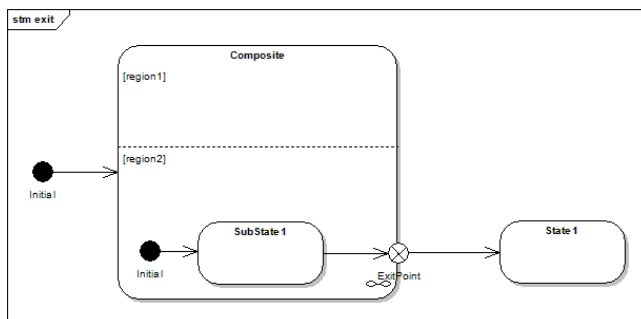 stm exit
Composite
[region1]
[region2]
Initial
SubState1
State1
Initial
ExitPoint